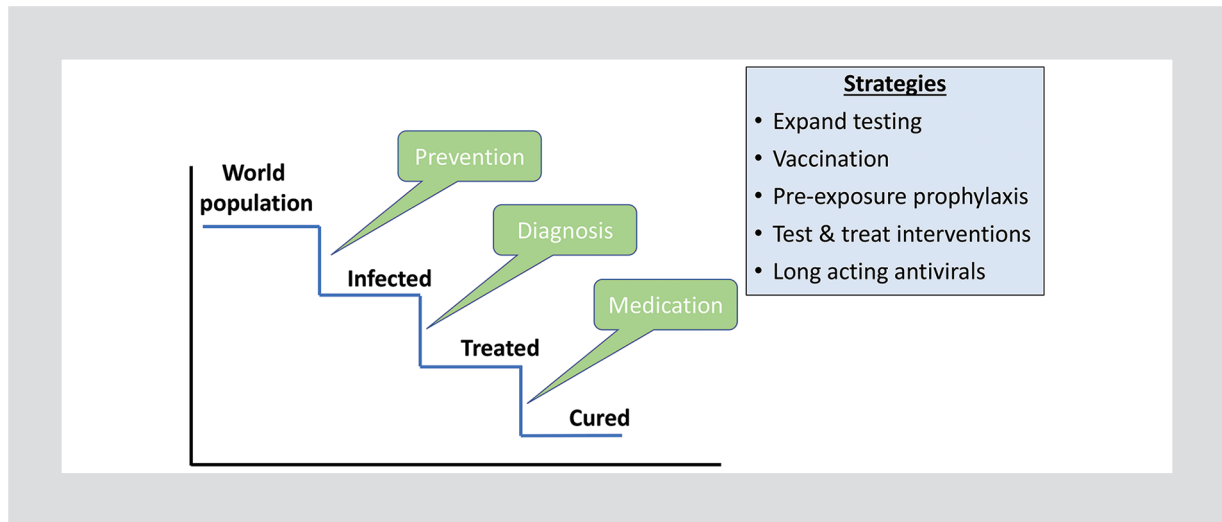 World
population
Prevention
Infected
Diagnosis
Treated
Medication
Cured
Strategies
• Expand testing
• Vaccination
• Pre-exposure prophylaxis
• Test & treat interventions
• Long acting antivirals